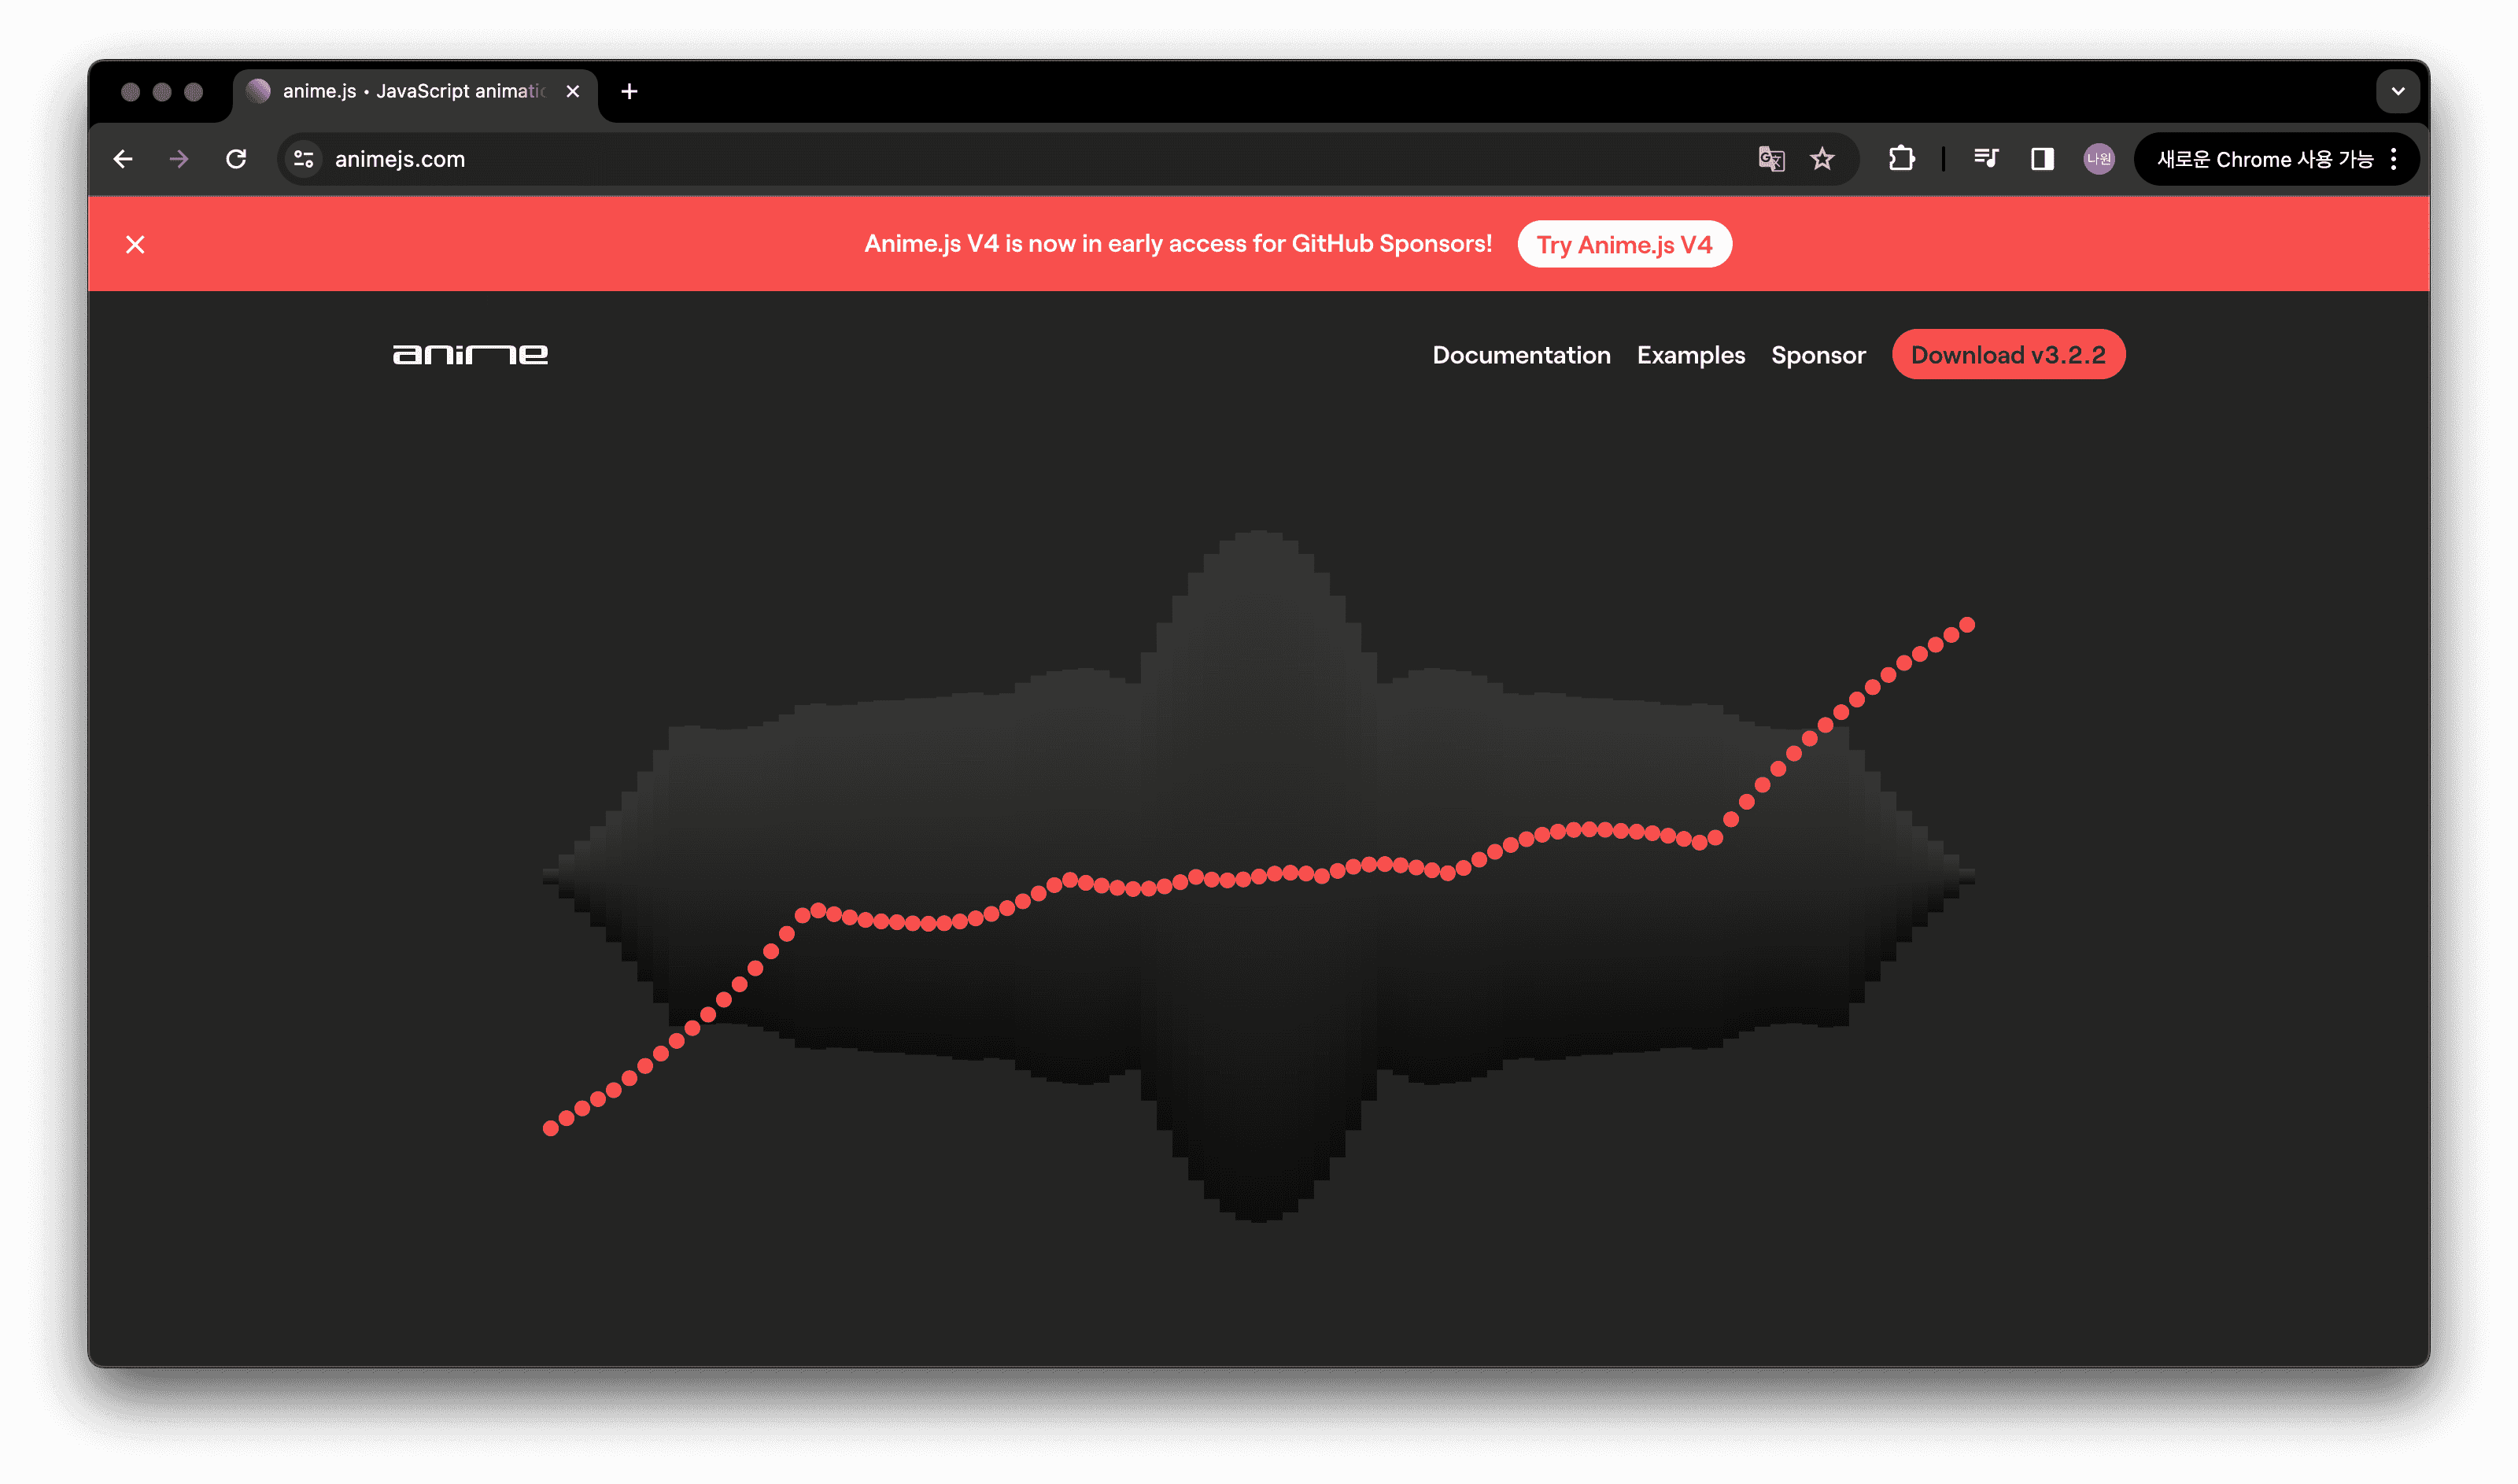 anime.js • JavaScript animatic
animejs.com
나원
새로운 Chrome 사용 가능
Anime.js V4 is now in early access for GitHub Sponsors!
Try Anime.js V4
anime
Documentation
Examples
Sponsor
Download v3.2.2